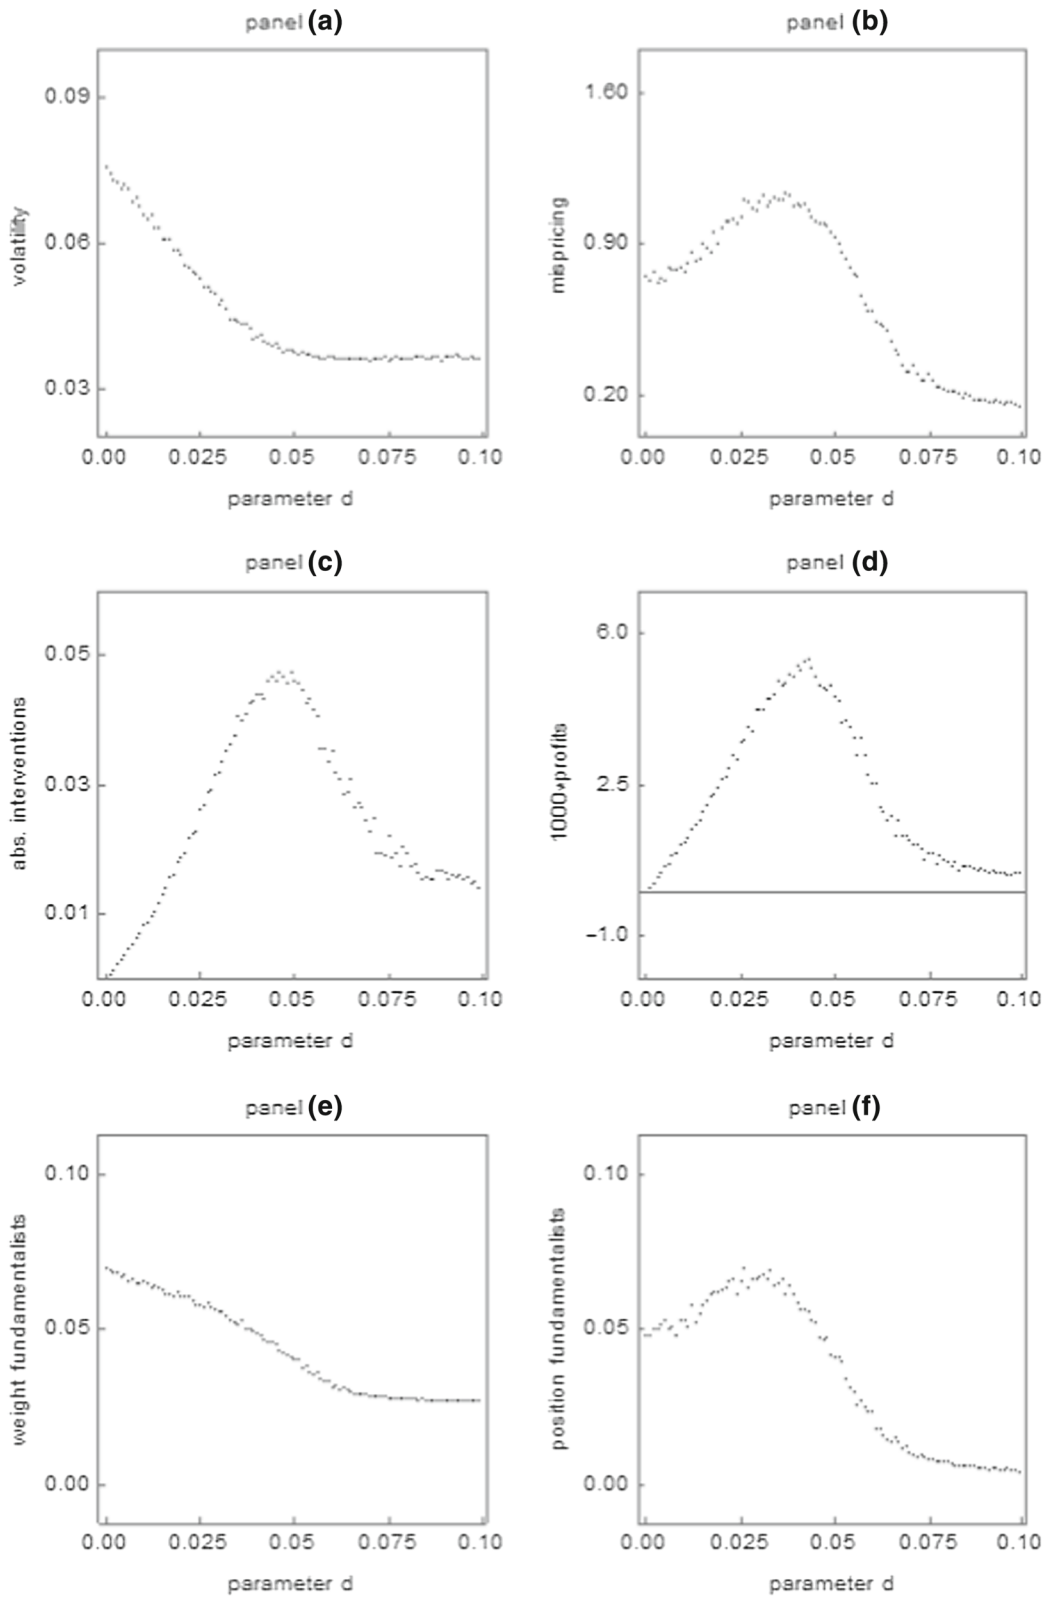 panel (a)
0.09
0.06
0.03
volatility
0.00 0.025 0.05 0.075 0.10
parameter d
panel (b)
1.60
0.90
0.20
mispricing
0.00 0.025 0.05 0.075 0.10
parameter d
panel (c)
0.05
0.03
0.01
abs. interventions
0.00 0.025 0.05 0.075 0.10
parameter d
panel (d)
6.0
2.5
-1.0
1000*profits
0.00 0.025 0.05 0.075 0.10
parameter d
panel (e)
0.10
0.05
0.00
weight fundamentalists
0.00 0.025 0.05 0.075 0.10
parameter d
panel (f)
0.10
0.05
0.00
position fundamentalists
0.00 0.025 0.05 0.075 0.10
parameter d